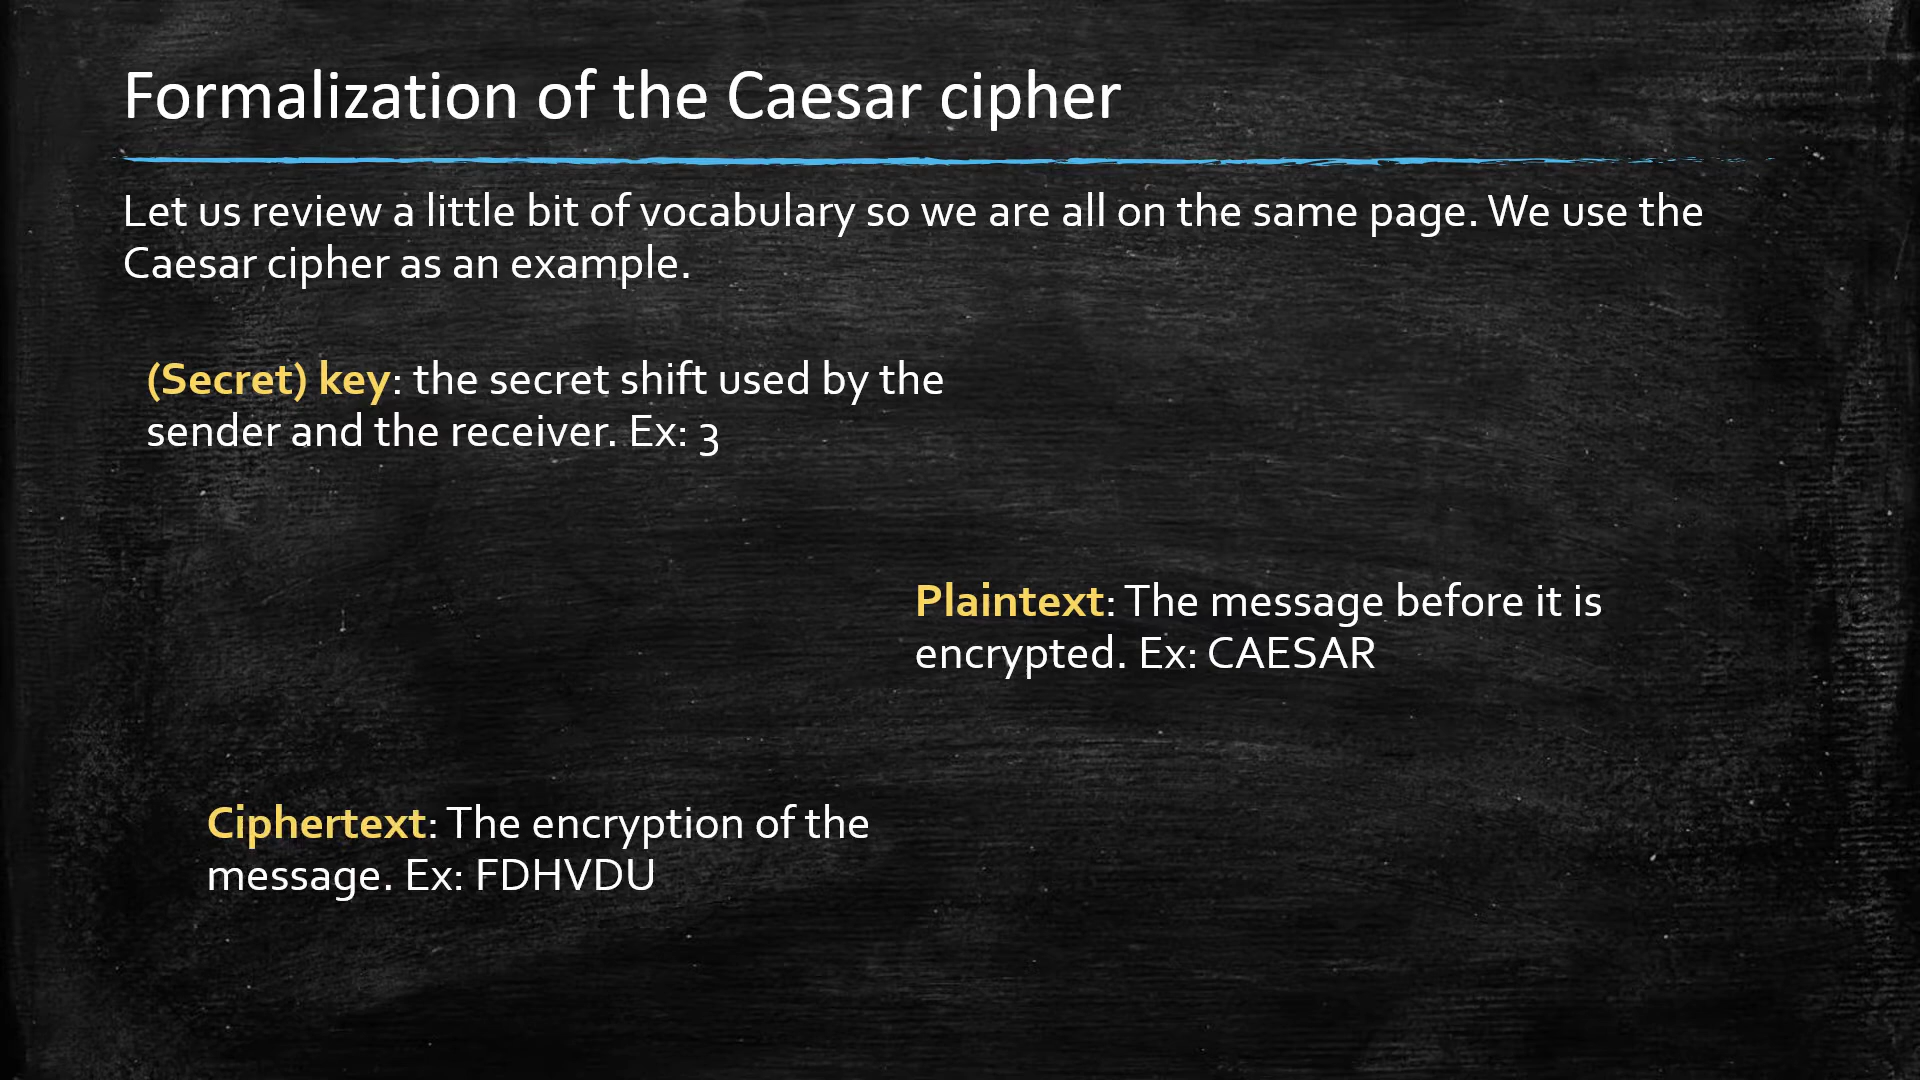 Formalization of the Caesar cipher
Let us review a little bit of vocabulary so we are all on the same page. We use the
Caesar cipher as an example.
(Secret) key: the secret shift used by the
sender and the receiver. Ex: 3
Plaintext: The message before it is
encrypted. Ex: CAESAR
Ciphertext: The encryption of the
message. Ex: FDHVDU